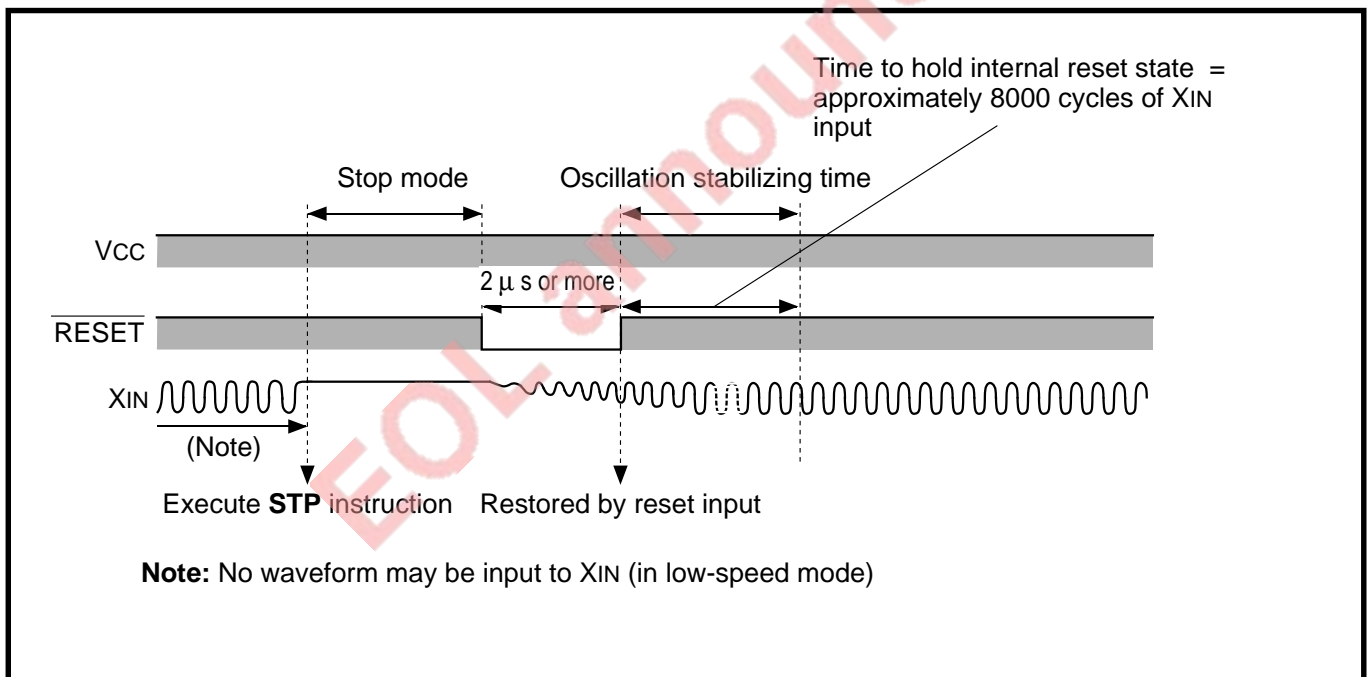 Time to hold internal reset state =
approximately 8000 cycles of XIN
input
Stop mode
Oscillation stabilizing time
VCC
2 μ s or more
RESET
XIN
(Note)
Execute STP instruction
Restored by reset input
Note: No waveform may be input to XIN (in low-speed mode)
EOL announ